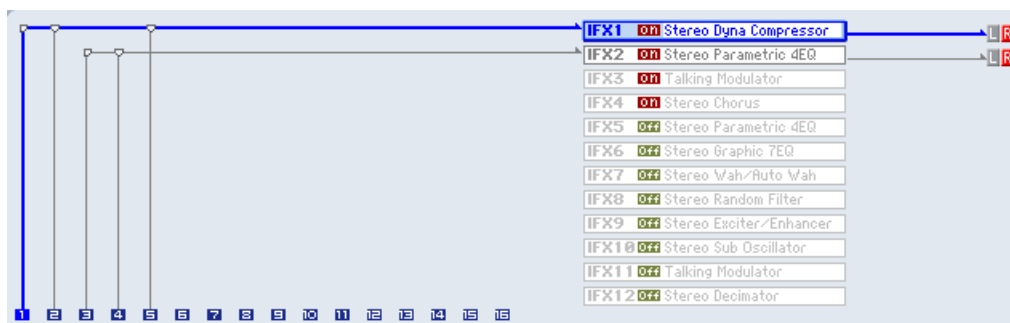 IFX1 On Stereo Dyna Compressor L R
IFX2 On Stereo Parametric 4EQ L R
IFX3 On Talking Modulator
IFX4 On Stereo Chorus
IFX5 Off Stereo Parametric 4EQ
IFX6 Off Stereo Graphic 7EQ
IFX7 Off Stereo Wah/Auto Wah
IFX8 Off Stereo Random Filter
IFX9 Off Stereo Exciter/Enhancer
IFX10 Off Stereo Sub Oscillator
IFX11 Off Talking Modulator
IFX12 Off Stereo Decimator
1 2 3 4 5 6 7 8 9 10 11 12 13 14 15 16